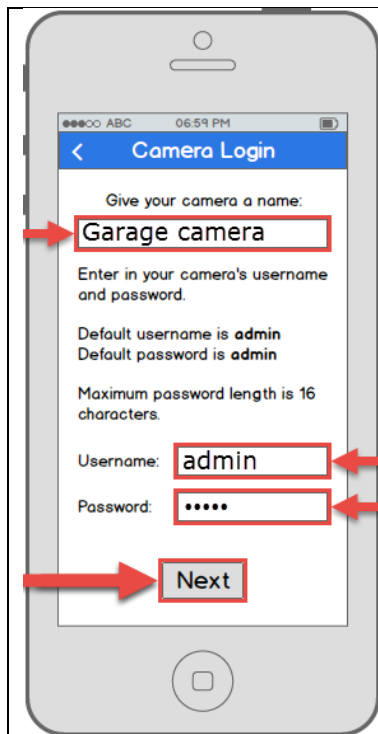 ABC 06:59 PM
Camera Login
Give your camera a name:
Garage camera
Enter in your camera's username
and password.
Default username is admin
Default password is admin
Maximum password length is 16
characters.
Username: admin
Password: •••••
Next